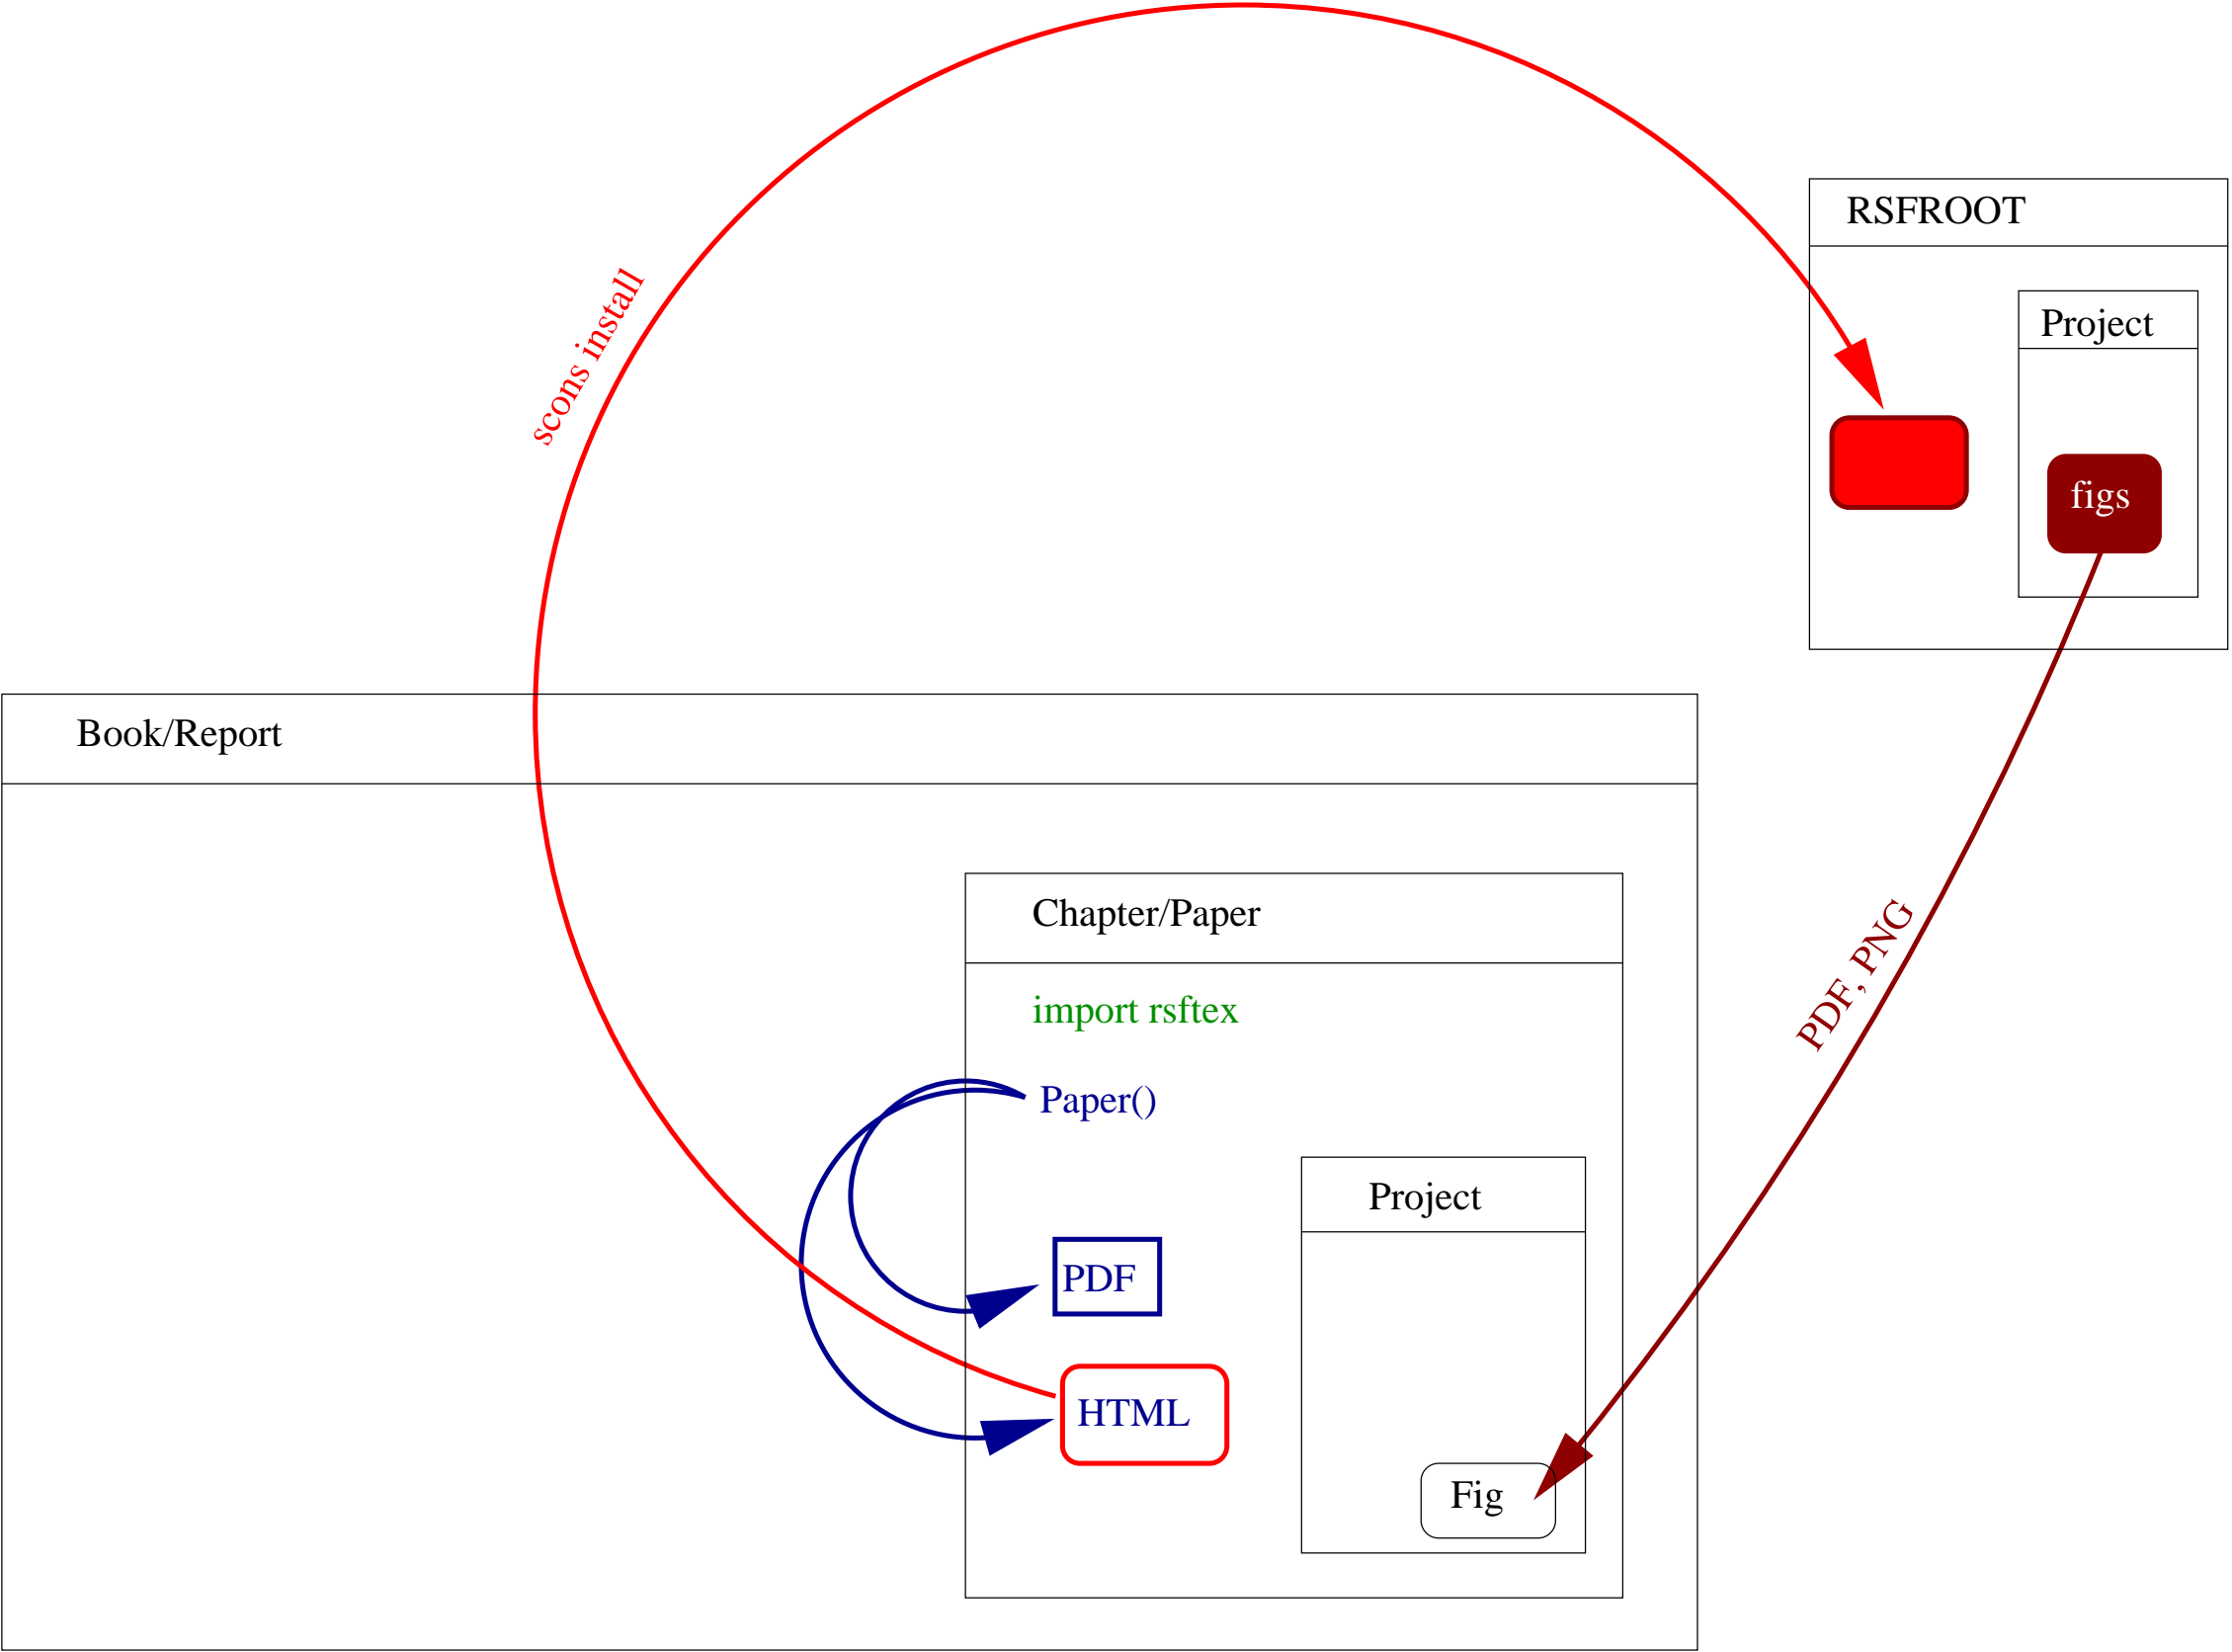 RSFROOT
Project
scons install
figs
Book/Report
Chapter/Paper
PDF, PNG
import rsftex
Paper()
Project
PDF
HTML
Fig